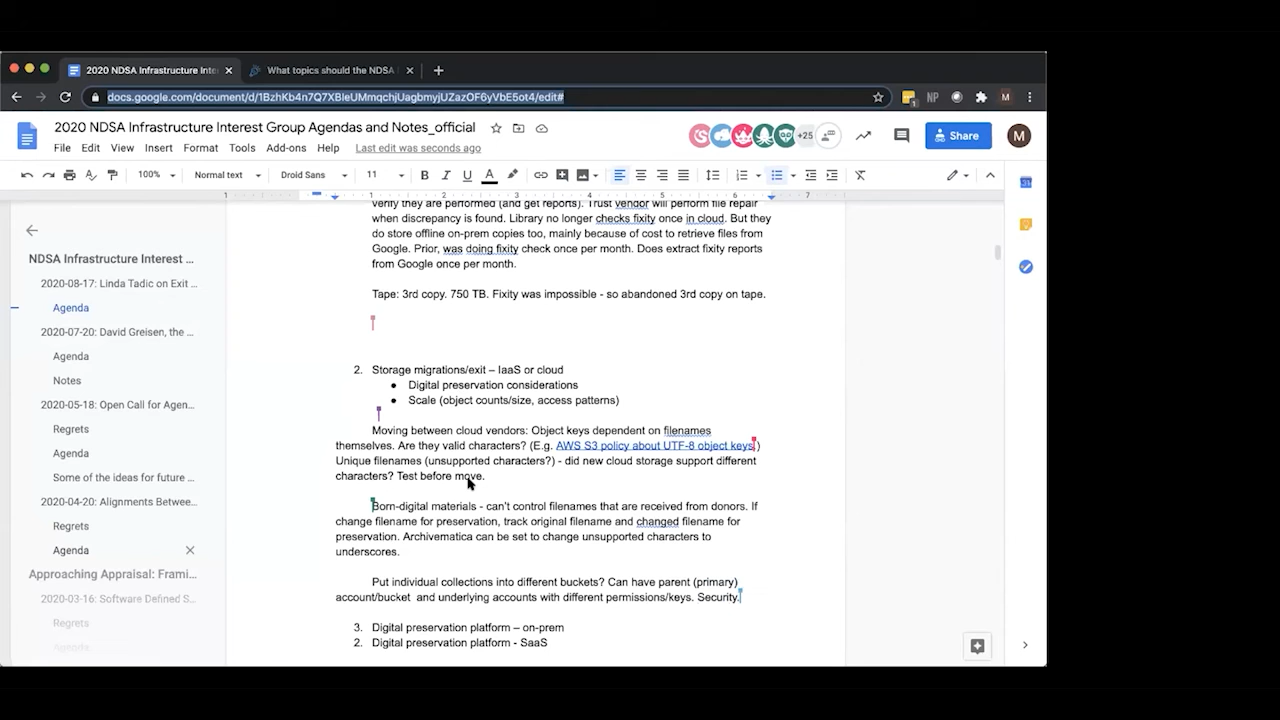 2020 NDSA Infrastructure Inte
What topics should the NDSA
docs.google.com/document/d/1BzhKb4n7Q7XBleUMmqchjUagbmyjUZazOF6yVbE5ot4/edit#
NP
M
2020 NDSA Infrastructure Interest Group Agendas and Notes_official
+25
Share
M
File Edit View Insert Format Tools Add-ons Help Last edit was seconds ago
100% Normal text Droid Sans 11 B I U A
1 1 2 3 4 5 6 7
NDSA Infrastructure Interest ...
2020-08-17: Linda Tadic on Exit ...
Agenda
2020-07-20: David Greisen, the ...
Agenda
Notes
2020-05-18: Open Call for Agen...
Regrets
Agenda
Some of the ideas for future ...
2020-04-20: Alignments Betwee...
Regrets
Agenda
Approaching Appraisal: Frami...
2020-03-16: Software Defined S...
Regrets
Agenda
verify they are performed (and get reports). Trust vendor will perform file repair
when discrepancy is found. Library no longer checks fixity once in cloud. But they
do store offline on-prem copies too, mainly because of cost to retrieve files from
Google. Prior, was doing fixity check once per month. Does extract fixity reports
from Google once per month.
Tape: 3rd copy. 750 TB. Fixity was impossible - so abandoned 3rd copy on tape.
2. Storage migrations/exit – IaaS or cloud
● Digital preservation considerations
● Scale (object counts/size, access patterns)
Moving between cloud vendors: Object keys dependent on filenames
themselves. Are they valid characters? (E.g. AWS S3 policy about UTF-8 object keys.)
Unique filenames (unsupported characters?) - did new cloud storage support different
characters? Test before move.
Born-digital materials - can't control filenames that are received from donors. If
change filename for preservation, track original filename and changed filename for
preservation. Archivematica can be set to change unsupported characters to
underscores.
Put individual collections into different buckets? Can have parent (primary)
account/bucket and underlying accounts with different permissions/keys. Security.
3. Digital preservation platform – on-prem
2. Digital preservation platform - SaaS